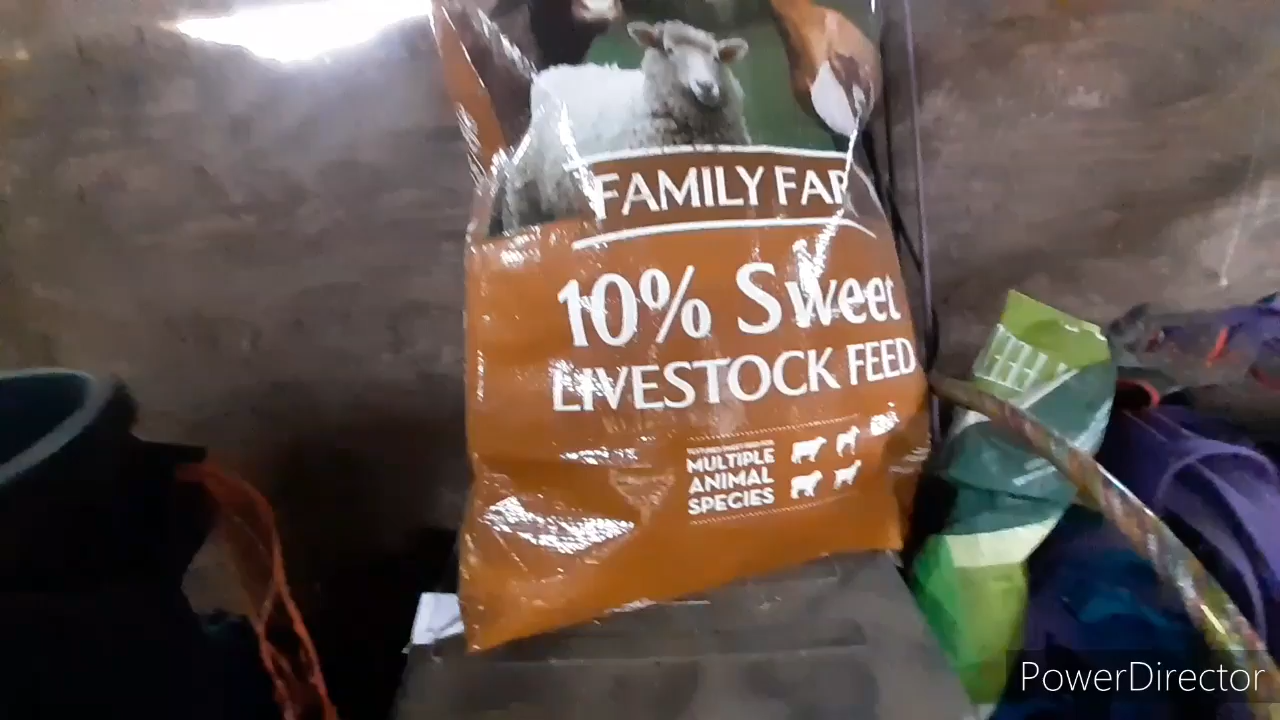 FAMILY FAR
10% Sweet
LIVESTOCK FEED
MULTIPLE
ANIMAL
SPECIES
PowerDirector